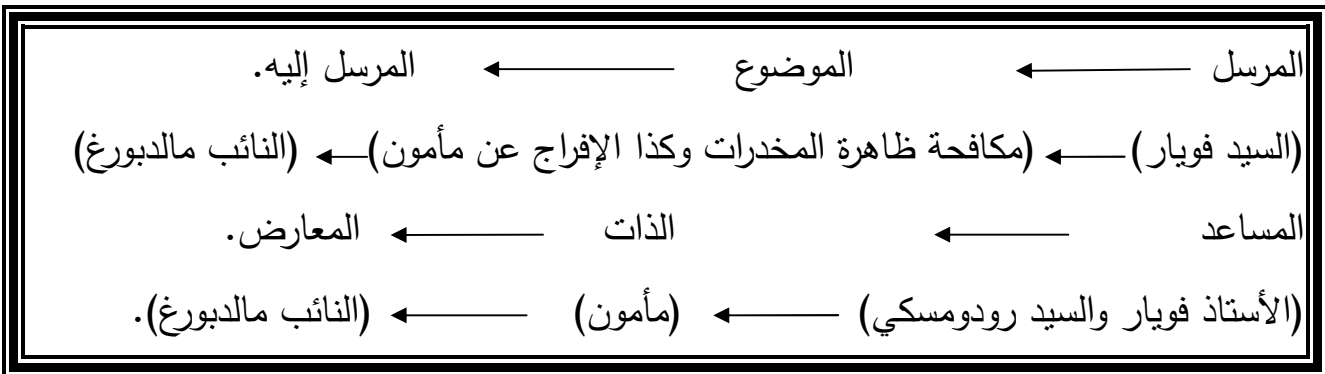 المرسل ← الموضوع ← المرسل إليه.
(السيد فويار) ← (مكافحة ظاهرة المخدرات وكذا الإفراج عن مأمون) ← (النائب مالدبورغ)
المساعد ← الذات ← المعارض.
(الأستاذ فويار والسيد رودومسكي) ← (مأمون) ← (النائب مالدبورغ).